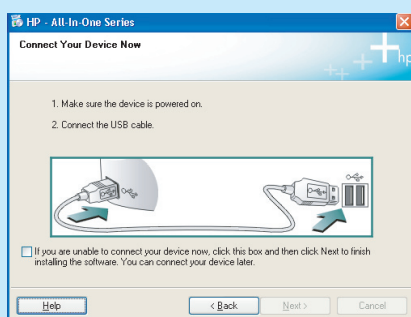 HP - All-In-One Series
Connect Your Device Now
hp
1. Make sure the device is powered on.
2. Connect the USB cable.
If you are unable to connect your device now, click this box and then click Next to finish
installing the software. You can connect your device later.
Help
< Back
Next >
Cancel